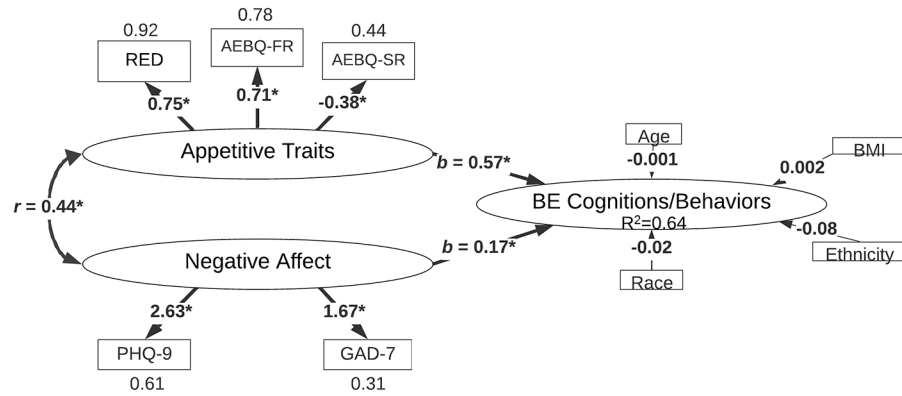 0.92
0.78
0.44
RED
AEBQ-FR
AEBQ-SR
0.75*
0.71*
-0.38*
Appetitive Traits
r = 0.44*
Negative Affect
2.63*
1.67*
PHQ-9
GAD-7
0.61
0.31
b = 0.57*
b = 0.17*
Age
-0.001
BMI
0.002
BE Cognitions/Behaviors
R²=0.64
-0.08
Ethnicity
-0.02
Race